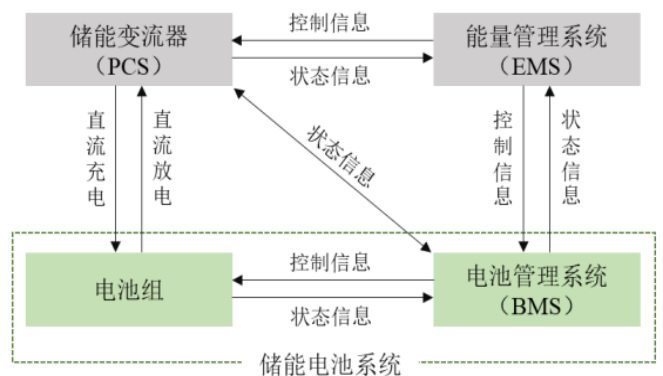 储能变流器
（PCS）
控制信息
状态信息
能量管理系统
（EMS）
直流充电
直流放电
状态信息
控制信息
状态信息
电池组
控制信息
状态信息
电池管理系统
（BMS）
储能电池系统